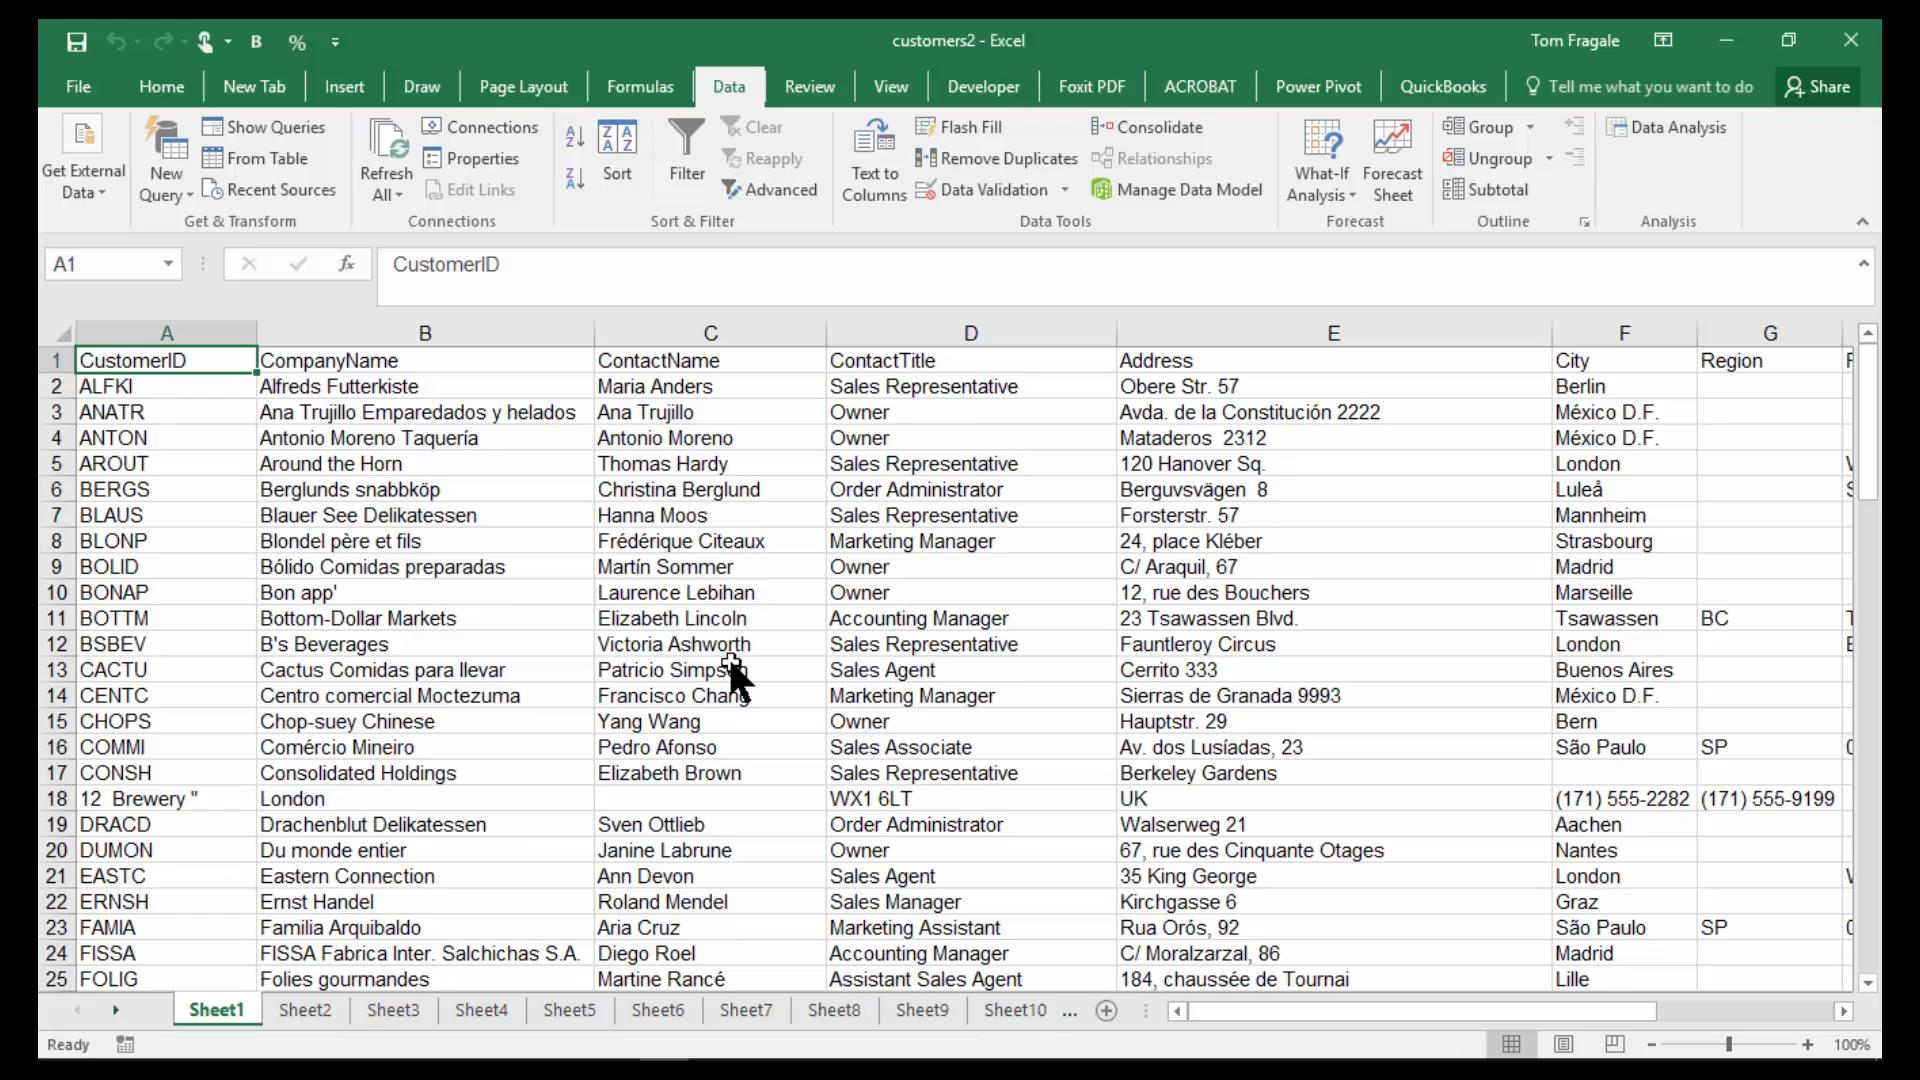 B % customers2 - Excel Tom Fragale
File Home New Tab Insert Draw Page Layout Formulas Data Review View Developer Foxit PDF ACROBAT Power Pivot QuickBooks Tell me what you want to do Share
Get External Data
New Query
Show Queries
From Table
Recent Sources
Get & Transform
Refresh All
Connections
Properties
Edit Links
Connections
Sort
Filter
Clear
Reapply
Advanced
Sort & Filter
Text to Columns
Flash Fill
Remove Duplicates
Data Validation
Consolidate
Relationships
Manage Data Model
Data Tools
What-If Analysis
Forecast Sheet
Forecast
Group
Ungroup
Subtotal
Outline
Data Analysis
Analysis
A1 fx CustomerID
A B C D E F G
1 CustomerID CompanyName ContactName ContactTitle Address City Region
2 ALFKI Alfreds Futterkiste Maria Anders Sales Representative Obere Str. 57 Berlin
3 ANATR Ana Trujillo Emparedados y helados Ana Trujillo Owner Avda. de la Constitución 2222 México D.F.
4 ANTON Antonio Moreno Taquería Antonio Moreno Owner Mataderos  2312 México D.F.
5 AROUT Around the Horn Thomas Hardy Sales Representative 120 Hanover Sq. London
6 BERGS Berglunds snabbköp Christina Berglund Order Administrator Berguvsvägen  8 Luleå
7 BLAUS Blauer See Delikatessen Hanna Moos Sales Representative Forsterstr. 57 Mannheim
8 BLONP Blondel père et fils Frédérique Citeaux Marketing Manager 24, place Kléber Strasbourg
9 BOLID Bólido Comidas preparadas Martín Sommer Owner C/ Araquil, 67 Madrid
10 BONAP Bon app' Laurence Lebihan Owner 12, rue des Bouchers Marseille
11 BOTTM Bottom-Dollar Markets Elizabeth Lincoln Accounting Manager 23 Tsawassen Blvd. Tsawassen BC
12 BSBEV B's Beverages Victoria Ashworth Sales Representative Fauntleroy Circus London
13 CACTU Cactus Comidas para llevar Patricio Simpson Sales Agent Cerrito 333 Buenos Aires
14 CENTC Centro comercial Moctezuma Francisco Chang Marketing Manager Sierras de Granada 9993 México D.F.
15 CHOPS Chop-suey Chinese Yang Wang Owner Hauptstr. 29 Bern
16 COMMI Comércio Mineiro Pedro Afonso Sales Associate Av. dos Lusíadas, 23 São Paulo SP
17 CONSH Consolidated Holdings Elizabeth Brown Sales Representative Berkeley Gardens
18 12  Brewery " London WX1 6LT UK (171) 555-2282 (171) 555-9199
19 DRACD Drachenblut Delikatessen Sven Ottlieb Order Administrator Walserweg 21 Aachen
20 DUMON Du monde entier Janine Labrune Owner 67, rue des Cinquante Otages Nantes
21 EASTC Eastern Connection Ann Devon Sales Agent 35 King George London
22 ERNSH Ernst Handel Roland Mendel Sales Manager Kirchgasse 6 Graz
23 FAMIA Familia Arquibaldo Aria Cruz Marketing Assistant Rua Orós, 92 São Paulo SP
24 FISSA FISSA Fabrica Inter. Salchichas S.A. Diego Roel Accounting Manager C/ Moralzarzal, 86 Madrid
25 FOLIG Folies gourmandes Martine Rancé Assistant Sales Agent 184, chaussée de Tournai Lille
Sheet1 Sheet2 Sheet3 Sheet4 Sheet5 Sheet6 Sheet7 Sheet8 Sheet9 Sheet10 ...
Ready 100%